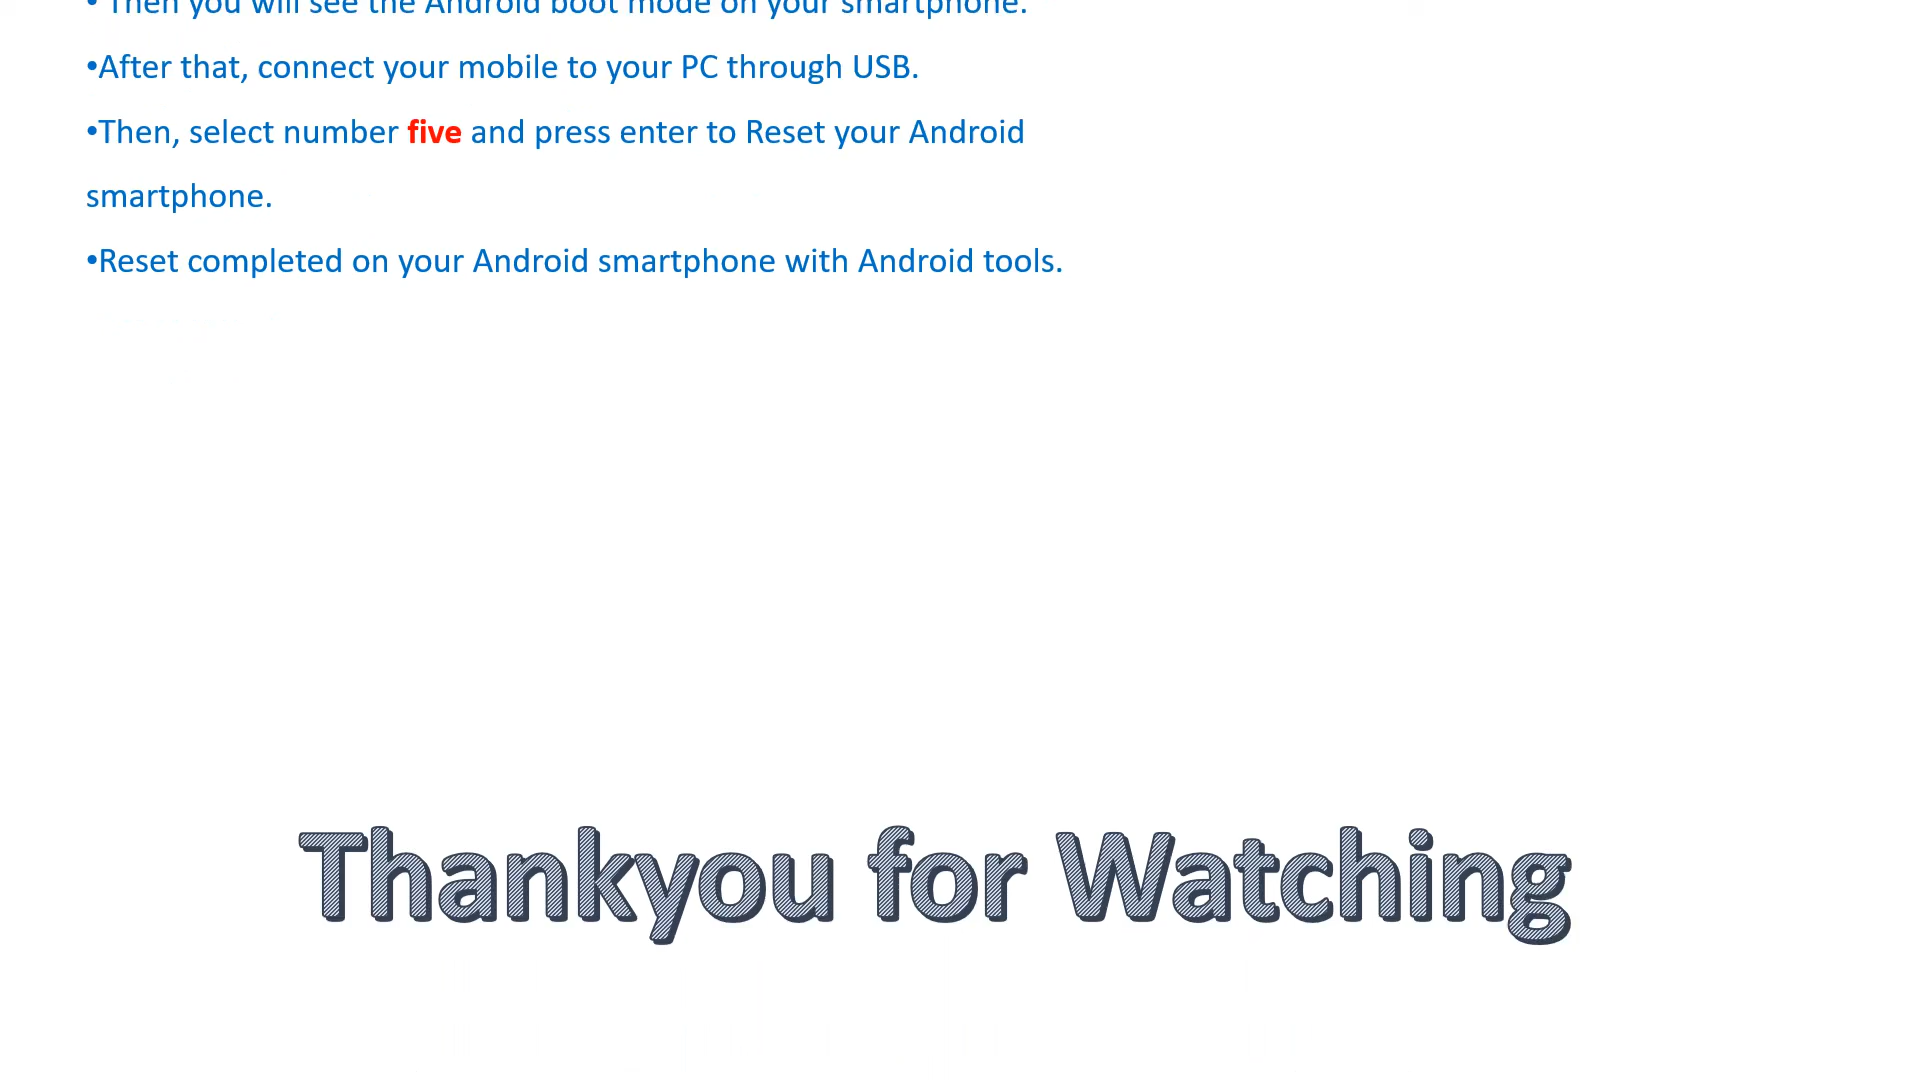 • Then you will see the Android boot mode on your smartphone.
•After that, connect your mobile to your PC through USB.
•Then, select number five and press enter to Reset your Android
smartphone.
•Reset completed on your Android smartphone with Android tools.
Thankyou for Watching